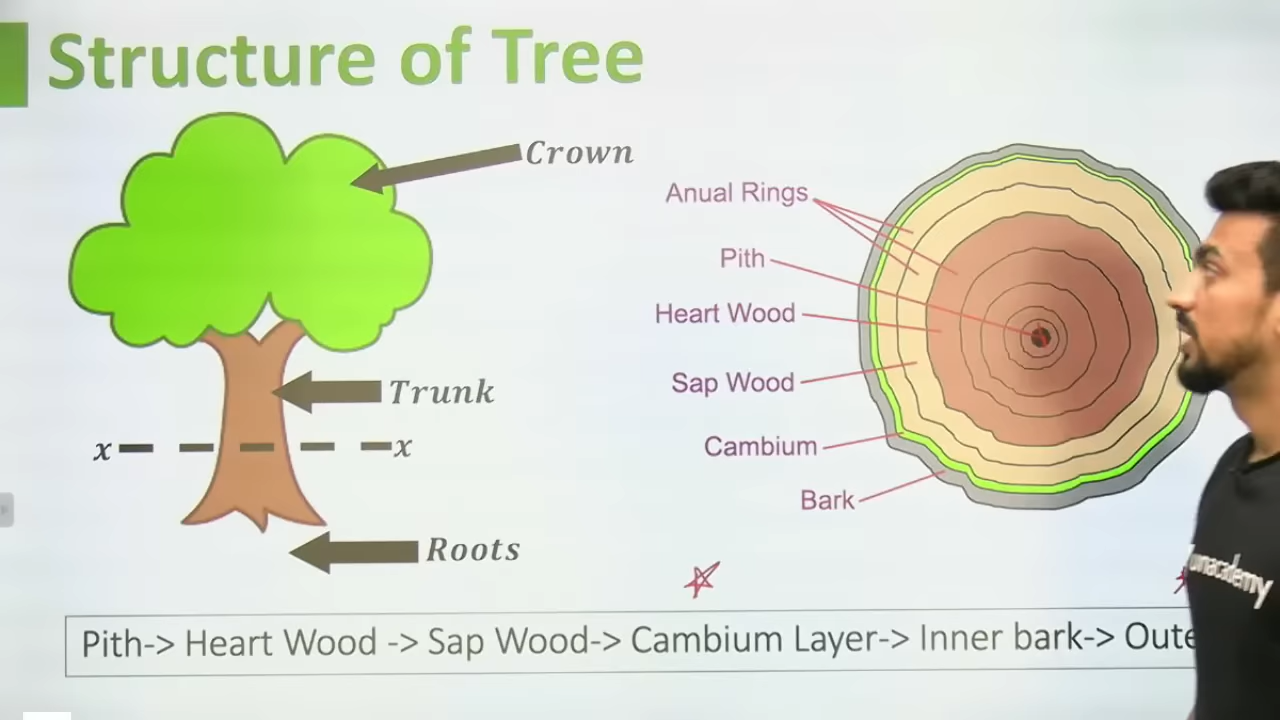 Structure of Tree
Crown
Trunk
x
x
Roots
Anual Rings
Pith
Heart Wood
Sap Wood
Cambium
Bark
Pith-> Heart Wood -> Sap Wood-> Cambium Layer-> Inner bark->
unacademy